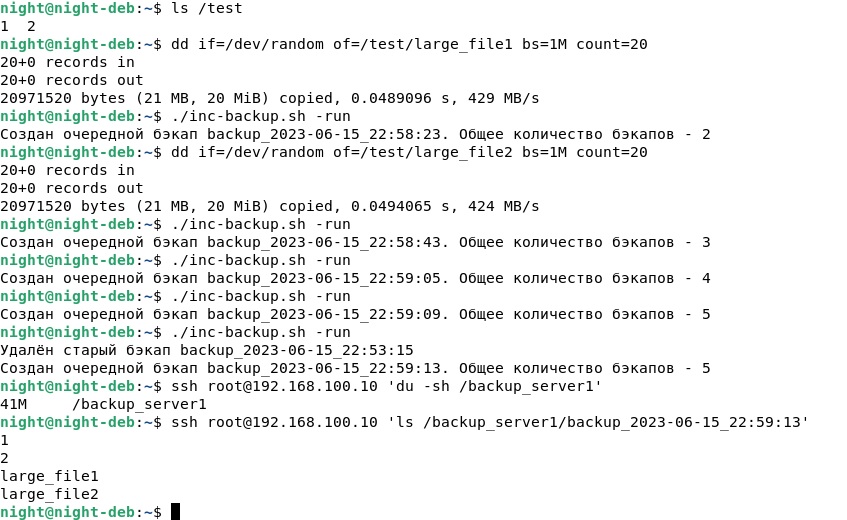 night@night-deb:~$ ls /test
1  2
night@night-deb:~$ dd if=/dev/random of=/test/large_file1 bs=1M count=20
20+0 records in
20+0 records out
20971520 bytes (21 MB, 20 MiB) copied, 0.0489096 s, 429 MB/s
night@night-deb:~$ ./inc-backup.sh -run
Создан очередной бэкап backup_2023-06-15_22:58:23. Общее количество бэкапов - 2
night@night-deb:~$ dd if=/dev/random of=/test/large_file2 bs=1M count=20
20+0 records in
20+0 records out
20971520 bytes (21 MB, 20 MiB) copied, 0.0494065 s, 424 MB/s
night@night-deb:~$ ./inc-backup.sh -run
Создан очередной бэкап backup_2023-06-15_22:58:43. Общее количество бэкапов - 3
night@night-deb:~$ ./inc-backup.sh -run
Создан очередной бэкап backup_2023-06-15_22:59:05. Общее количество бэкапов - 4
night@night-deb:~$ ./inc-backup.sh -run
Создан очередной бэкап backup_2023-06-15_22:59:09. Общее количество бэкапов - 5
night@night-deb:~$ ./inc-backup.sh -run
Удалён старый бэкап backup_2023-06-15_22:53:15
Создан очередной бэкап backup_2023-06-15_22:59:13. Общее количество бэкапов - 5
night@night-deb:~$ ssh root@192.168.100.10 'du -sh /backup_server1'
41M     /backup_server1
night@night-deb:~$ ssh root@192.168.100.10 'ls /backup_server1/backup_2023-06-15_22:59:13'
1
2
large_file1
large_file2
night@night-deb:~$